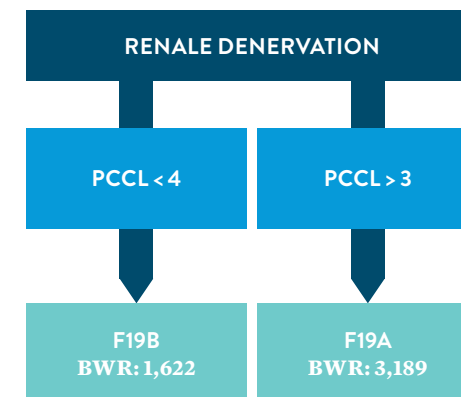 RENALE DENERVATION
PCCL < 4
PCCL > 3
F19B
BWR: 1,622
F19A
BWR: 3,189